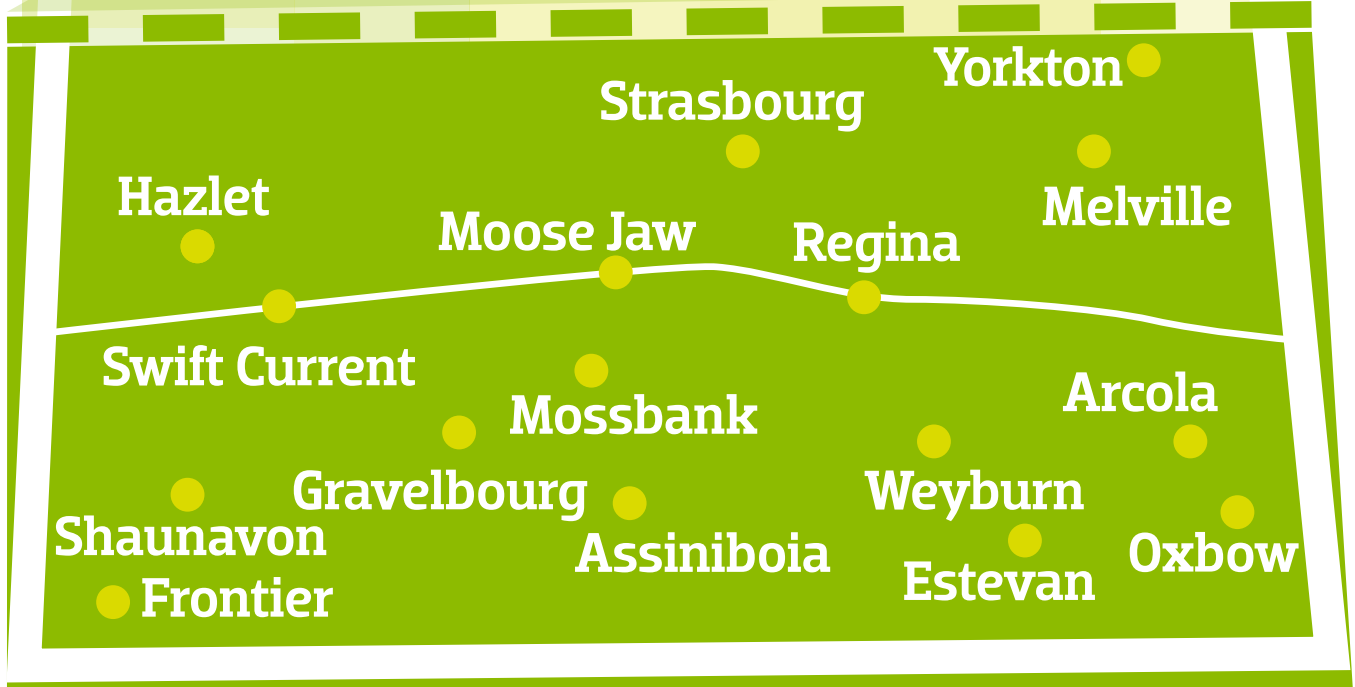 Yorkton
Strasbourg
Hazlet
Melville
Moose Jaw
Regina
Swift Current
Arcola
Mossbank
Gravelbourg
Weyburn
Shaunavon
Assiniboia
Oxbow
Estevan
Frontier